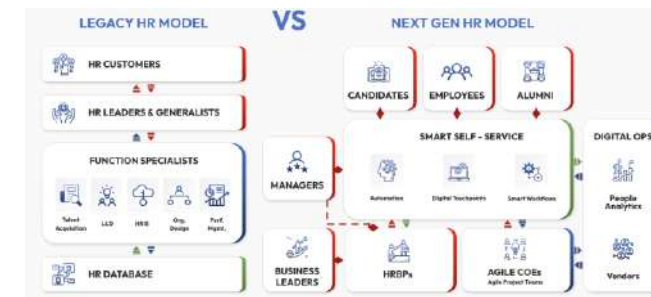 LEGACY HR MODEL
VS
NEXT GEN HR MODEL
HR CUSTOMERS
HR LEADERS & GENERALISTS
FUNCTION SPECIALISTS
Talent
Acquisition
L&D
HRIS
Org.
Design
Perf.
Mgmt.
HR DATABASE
CANDIDATES
EMPLOYEES
ALUMNI
MANAGERS
SMART SELF - SERVICE
Automation
Digital Touchpoints
Smart Workflows
DIGITAL OPS
People
Analytics
Vendors
BUSINESS
LEADERS
HRBPs
AGILE COEs
Agile Project Teams